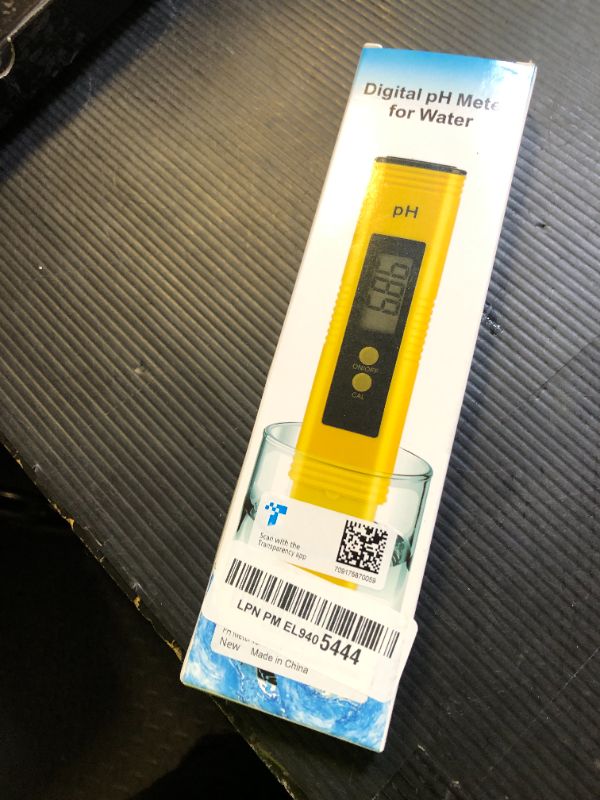 Digital pH Mete
for Water
pH
6.86
ON/OFF
CAL
Scan with the
Transparency app
LPN PM EL940 5444
New Made in China